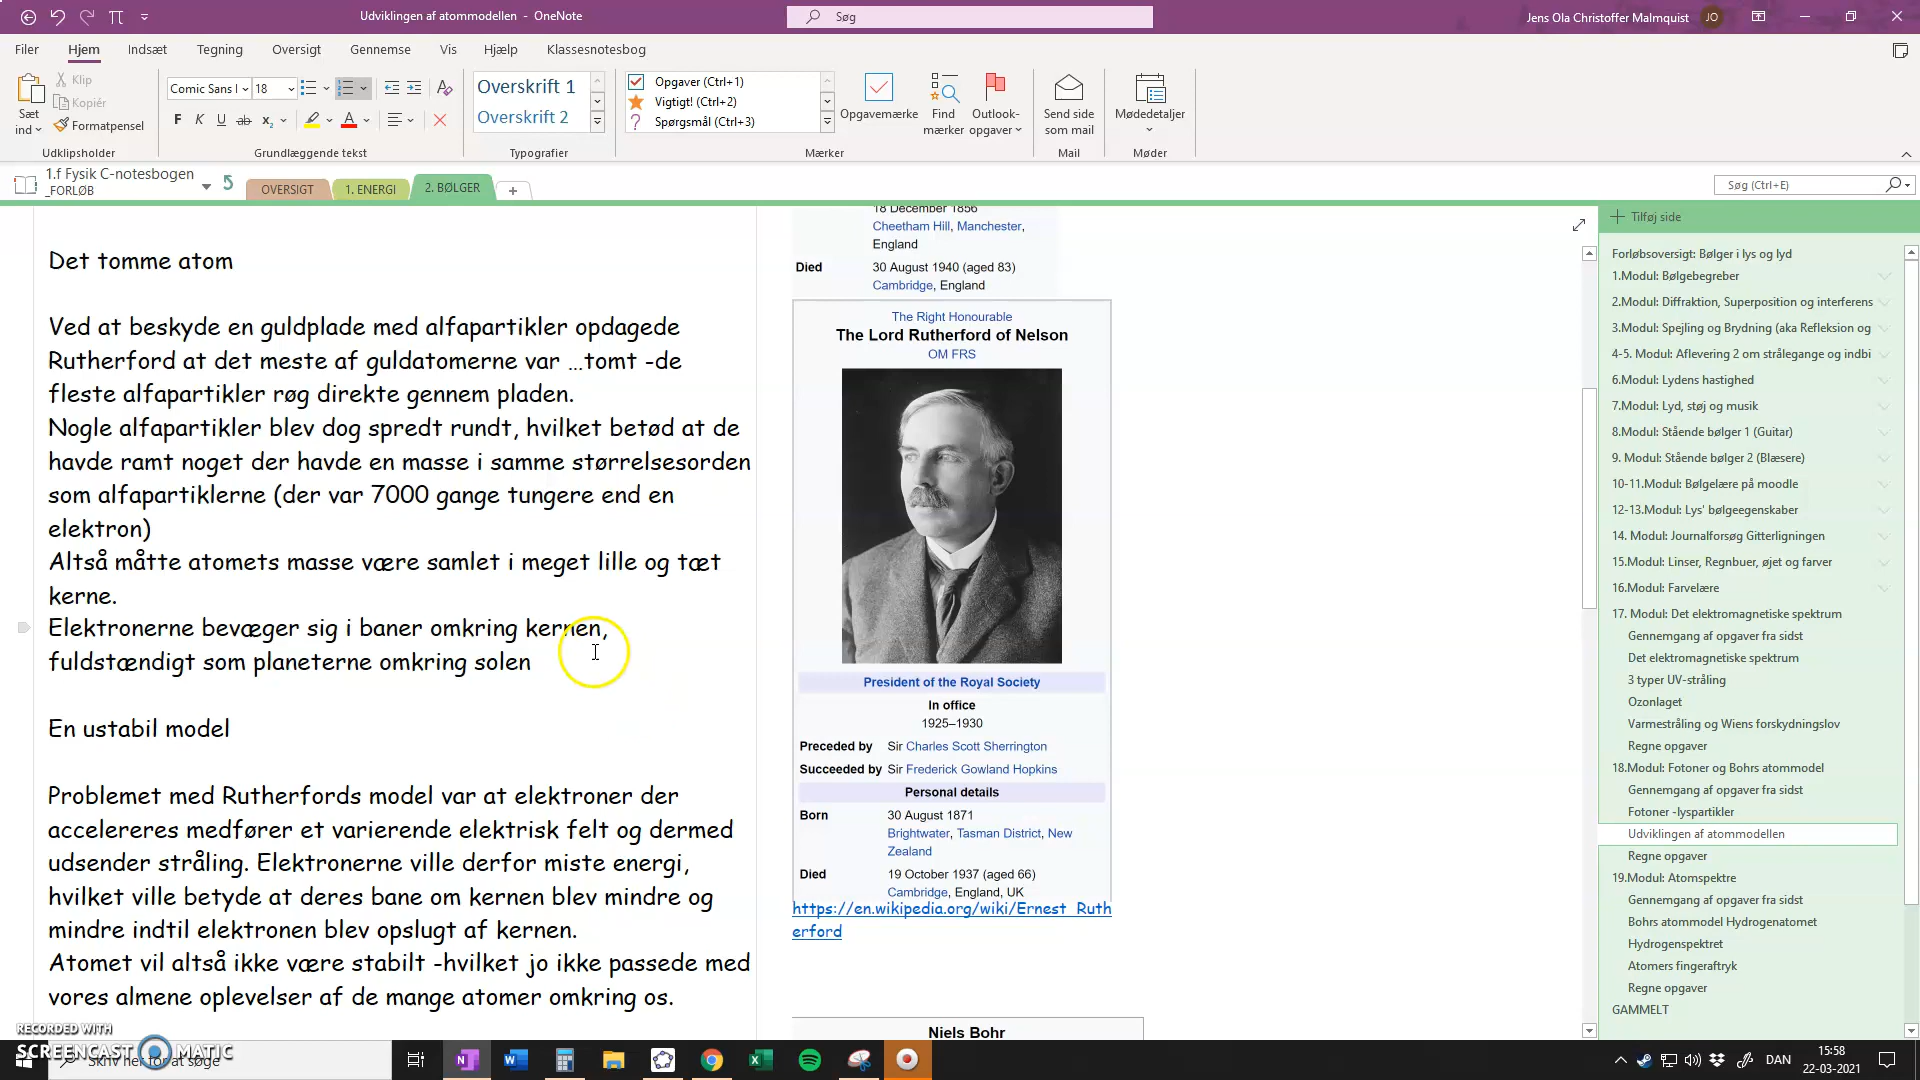 Udviklingen af atommodellen - OneNote
Søg
Jens Ola Christoffer Malmquist
JO
Filer
Hjem
Indsæt
Tegning
Oversigt
Gennemse
Vis
Hjælp
Klassesnotesbog
Sæt
ind
Klip
Kopiér
Formatpensel
Udklipsholder
Comic Sans
18
Grundlæggende tekst
Overskrift 1
Overskrift 2
Typografier
Opgaver (Ctrl+1)
Vigtigt! (Ctrl+2)
Spørgsmål (Ctrl+3)
Opgavemærke
Find
mærker
Outlook-
opgaver
Mærker
Send side
som mail
Mail
Mødedetaljer
Møder
1.f Fysik C-notesbogen
_FORLØB
OVERSIGT
1. ENERGI
2. BØLGER
Søg (Ctrl+E)
Det tomme atom
Ved at beskyde en guldplade med alfapartikler opdagede
Rutherford at det meste af guldatomerne var ...tomt -de
fleste alfapartikler røg direkte gennem pladen.
Nogle alfapartikler blev dog spredt rundt, hvilket betød at de
havde ramt noget der havde en masse i samme størrelsesorden
som alfapartiklerne (der var 7000 gange tungere end en
elektron)
Altså måtte atomets masse være samlet i meget lille og tæt
kerne.
Elektronerne bevæger sig i baner omkring kernen,
fuldstændigt som planeterne omkring solen
En ustabil model
Problemet med Rutherfords model var at elektroner der
accelereres medfører et varierende elektrisk felt og dermed
udsender stråling. Elektronerne ville derfor miste energi,
hvilket ville betyde at deres bane om kernen blev mindre og
mindre indtil elektronen blev opslugt af kernen.
Atomet vil altså ikke være stabilt -hvilket jo ikke passede med
vores almene oplevelser af de mange atomer omkring os.
18 December 1856
Cheetham Hill, Manchester,
England
Died 30 August 1940 (aged 83)
Cambridge, England
The Right Honourable
The Lord Rutherford of Nelson
OM FRS
President of the Royal Society
In office
1925–1930
Preceded by Sir Charles Scott Sherrington
Succeeded by Sir Frederick Gowland Hopkins
Personal details
Born 30 August 1871
Brightwater, Tasman District, New
Zealand
Died 19 October 1937 (aged 66)
Cambridge, England, UK
https://en.wikipedia.org/wiki/Ernest_Ruth
erford
Niels Bohr
Tilføj side
Forløbsoversigt: Bølger i lys og lyd
1.Modul: Bølgebegreber
2.Modul: Diffraktion, Superposition og interferens
3.Modul: Spejling og Brydning (aka Refleksion og
4-5. Modul: Aflevering 2 om strålegange og indbi
6.Modul: Lydens hastighed
7.Modul: Lyd, støj og musik
8.Modul: Stående bølger 1 (Guitar)
9. Modul: Stående bølger 2 (Blæsere)
10-11.Modul: Bølgelære på moodle
12-13.Modul: Lys' bølgeegenskaber
14. Modul: Journalforsøg Gitterligningen
15.Modul: Linser, Regnbuer, øjet og farver
16.Modul: Farvelære
17. Modul: Det elektromagnetiske spektrum
Gennemgang af opgaver fra sidst
Det elektromagnetiske spektrum
3 typer UV-stråling
Ozonlaget
Varmestråling og Wiens forskydningslov
Regne opgaver
18.Modul: Fotoner og Bohrs atommodel
Gennemgang af opgaver fra sidst
Fotoner -lyspartikler
Udviklingen af atommodellen
Regne opgaver
19.Modul: Atomspektre
Gennemgang af opgaver fra sidst
Bohrs atommodel Hydrogenatomet
Hydrogenspektret
Atomers fingeraftryk
Regne opgaver
GAMMELT
RECORDED WITH
SCREENCAST MATIC
Skriv her for at søge
DAN
15:58
22-03-2021